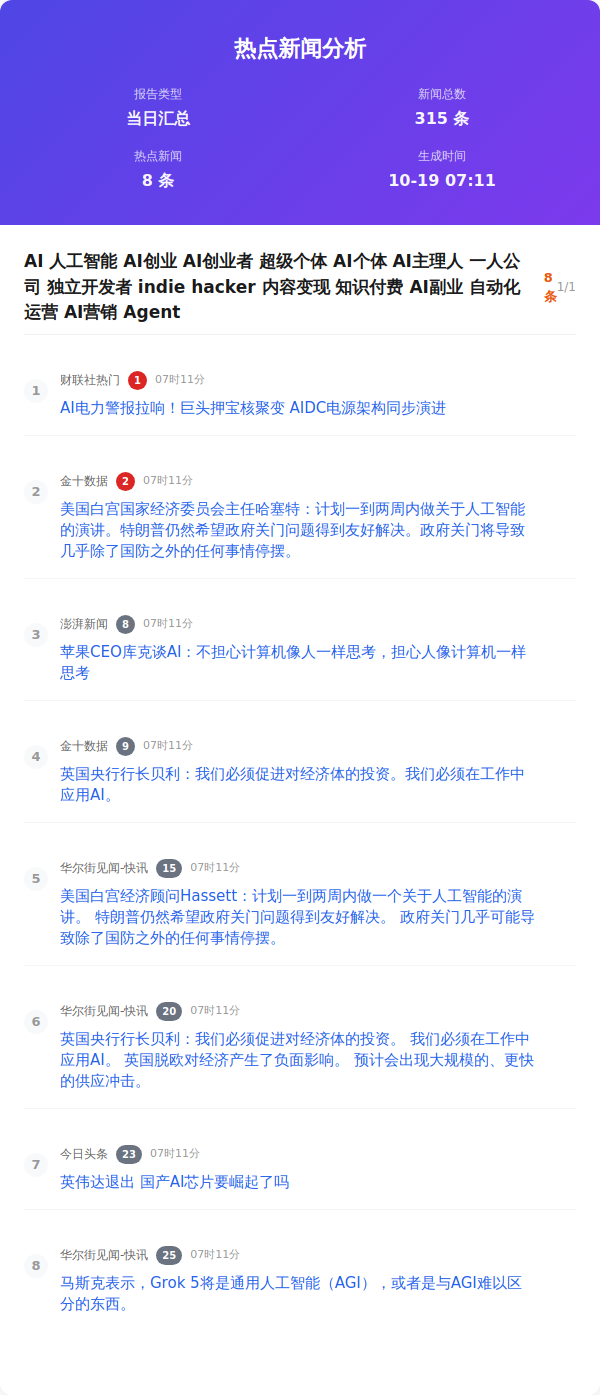 热点新闻分析
报告类型
当日汇总
新闻总数
315 条
热点新闻
8 条
生成时间
10-19 07:11
AI 人工智能 AI创业 AI创业者 超级个体 AI个体 AI主理人 一人公
司 独立开发者 indie hacker 内容变现 知识付费 AI副业 自动化
运营 AI营销 Agent
8
条
1/1
1
财联社热门 1 07时11分
AI电力警报拉响！巨头押宝核聚变 AIDC电源架构同步演进
2
金十数据 2 07时11分
美国白宫国家经济委员会主任哈塞特：计划一到两周内做关于人工智能
的演讲。特朗普仍然希望政府关门问题得到友好解决。政府关门将导致
几乎除了国防之外的任何事情停摆。
3
澎湃新闻 8 07时11分
苹果CEO库克谈AI：不担心计算机像人一样思考，担心人像计算机一样
思考
4
金十数据 9 07时11分
英国央行行长贝利：我们必须促进对经济体的投资。我们必须在工作中
应用AI。
5
华尔街见闻-快讯 15 07时11分
美国白宫经济顾问Hassett：计划一到两周内做一个关于人工智能的演
讲。 特朗普仍然希望政府关门问题得到友好解决。 政府关门几乎可能导
致除了国防之外的任何事情停摆。
6
华尔街见闻-快讯 20 07时11分
英国央行行长贝利：我们必须促进对经济体的投资。 我们必须在工作中
应用AI。 英国脱欧对经济产生了负面影响。 预计会出现大规模的、更快
的供应冲击。
7
今日头条 23 07时11分
英伟达退出 国产AI芯片要崛起了吗
8
华尔街见闻-快讯 25 07时11分
马斯克表示，Grok 5将是通用人工智能（AGI），或者是与AGI难以区
分的东西。